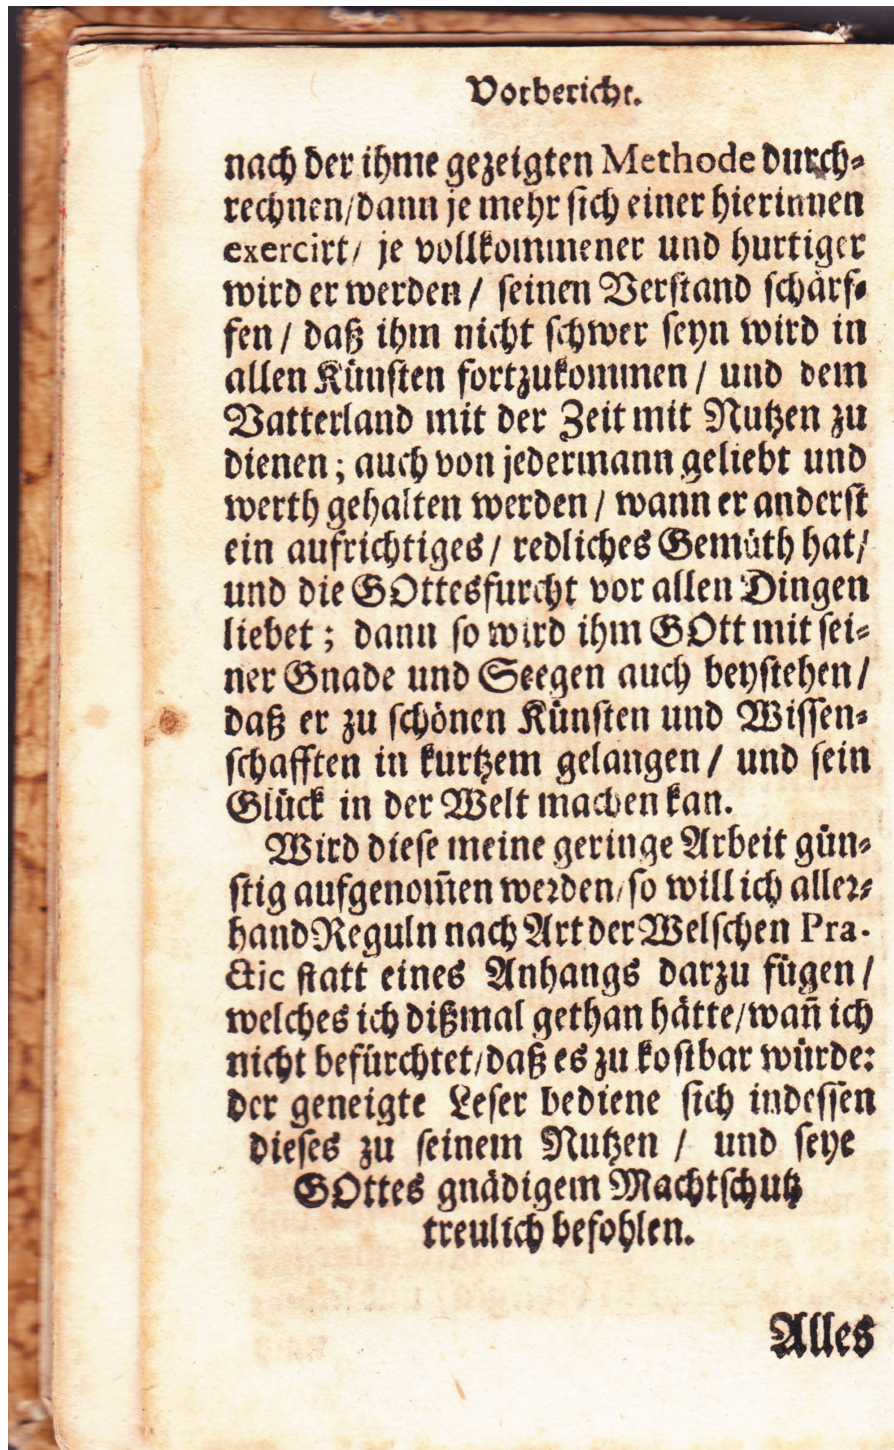 Vorbericht.
nach der ihme gezeigten Methode durch⸗
rechnen/dann je mehr sich einer hierinnen
exercirt/ je vollkommener und hurtiger
wird er werden / seinen Verstand schärf⸗
fen / daß ihm nicht schwer seyn wird in
allen Künsten fortzukommen / und dem
Vatterland mit der Zeit mit Nutzen zu
dienen; auch von jedermann geliebt und
werth gehalten werden / wann er anderst
ein aufrichtiges / redliches Gemüth hat/
und die GOttesfurcht vor allen Dingen
liebet; dann so wird ihm GOtt mit sei⸗
ner Gnade und Seegen auch beystehen/
daß er zu schönen Künsten und Wissen⸗
schafften in kurtzem gelangen / und sein
Glück in der Welt machen kan.
Wird diese meine geringe Arbeit gün⸗
stig aufgenom̃en werden/so will ich aller⸗
hand Reguln nach Art der Welschen Pra-
ctic statt eines Anhangs darzu fügen/
welches ich dißmal gethan hätte/wañ ich
nicht befürchtet/daß es zu kostbar würde:
der geneigte Leser bediene sich indessen
dieses zu seinem Nutzen / und seye
GOttes gnädigem Machtschutz
treulich befohlen.
Alles